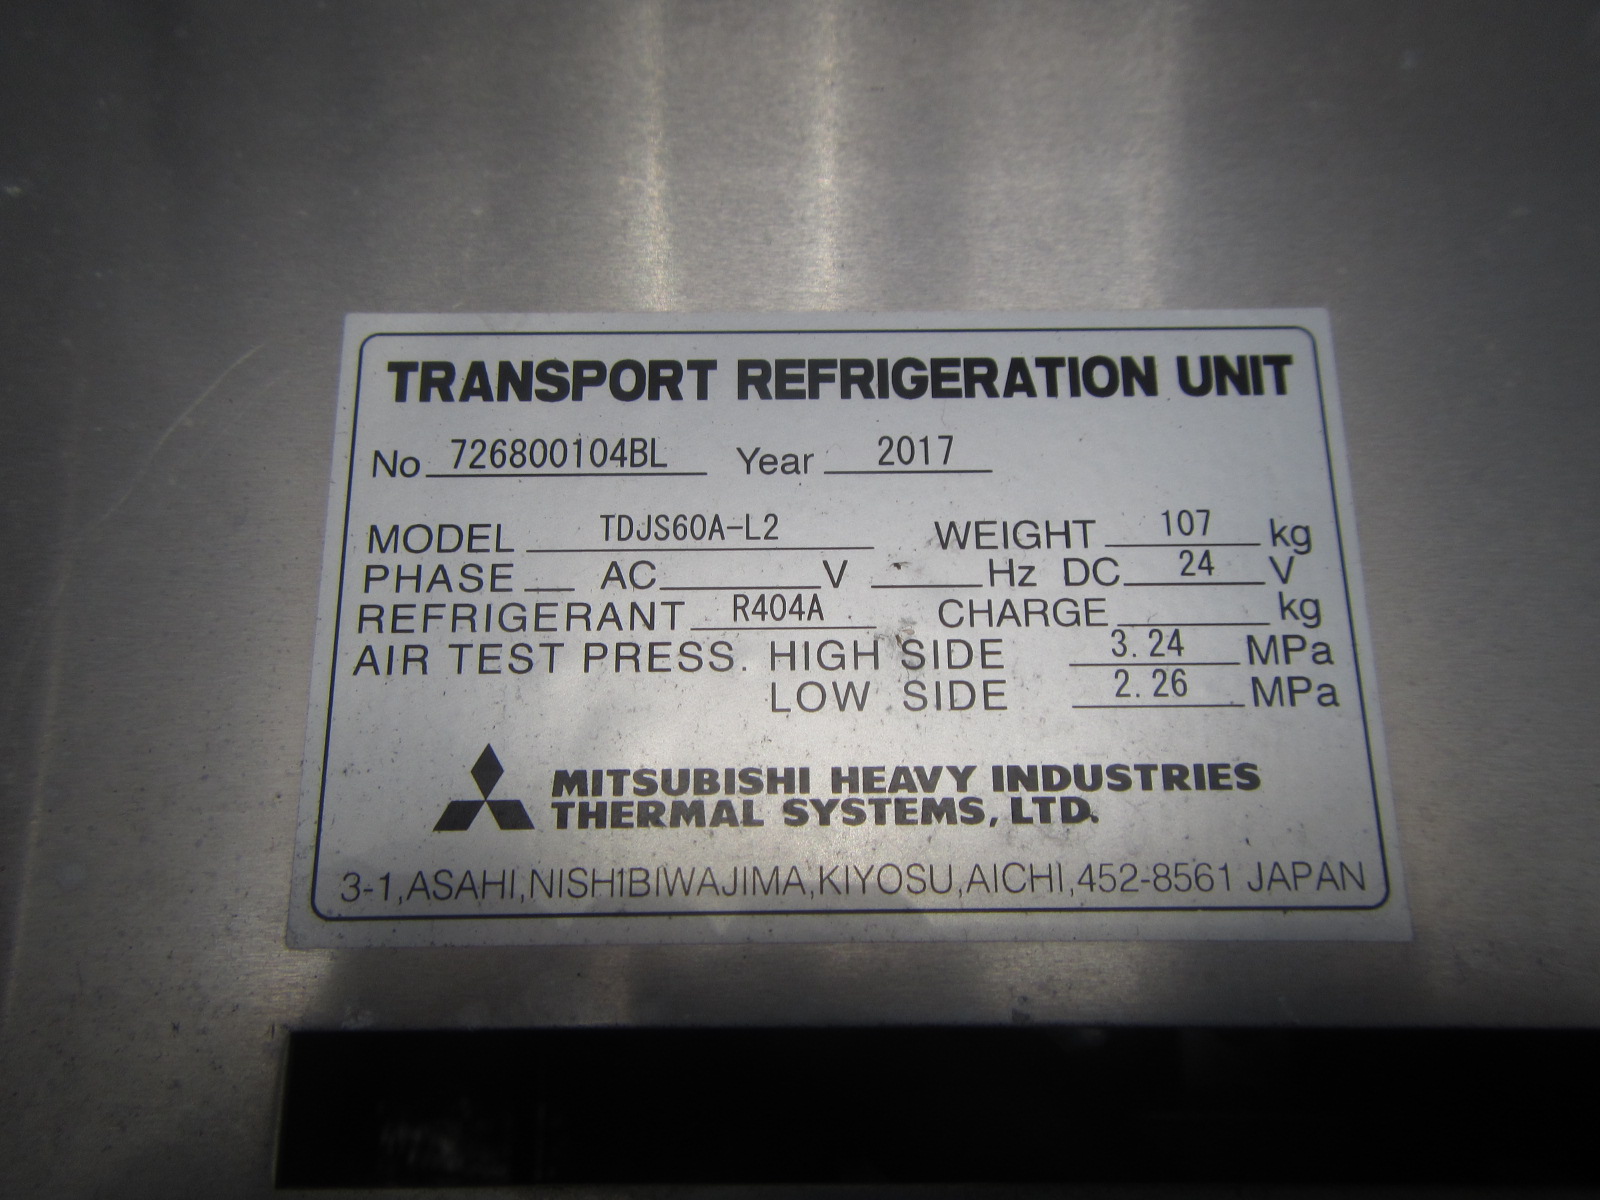 TRANSPORT REFRIGERATION UNIT
No 726800104BL Year 2017
MODEL TDJS60A-L2 WEIGHT 107 kg
PHASE AC V Hz DC 24 V
REFRIGERANT R404A CHARGE kg
AIR TEST PRESS. HIGH SIDE 3.24 MPa
LOW SIDE 2.26 MPa
MITSUBISHI HEAVY INDUSTRIES
THERMAL SYSTEMS, LTD.
3-1,ASAHI,NISHIBIWAJIMA,KIYOSU,AICHI,452-8561 JAPAN